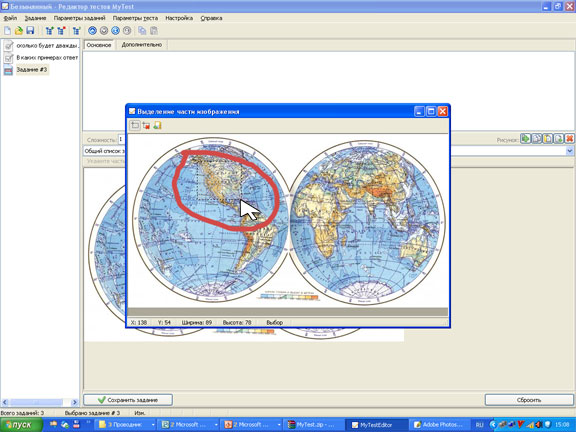 Безымянный. - Редактор тестов MyTest
Файл Задание Параметры заданий Параметры теста Настройка Справка
сколько будет дважды
В каких примерах ответ
Задание #3
Основное Дополнительно
Выделение части изображения
Сложность: 1
Рисунок:
Общий список з
Укажите часть
X: 138 Y: 54 Ширина: 89 Высота: 78 Выбор
Сохранить задание
Сбросить
Всего заданий: 3 Выбрано задание # 3 Изм.
пуск
3 Проводник
2 Microsoft ...
2 Microsoft ...
MyTest.zip - ...
MyTestEditor
Adobe Photos...
RU
15:08